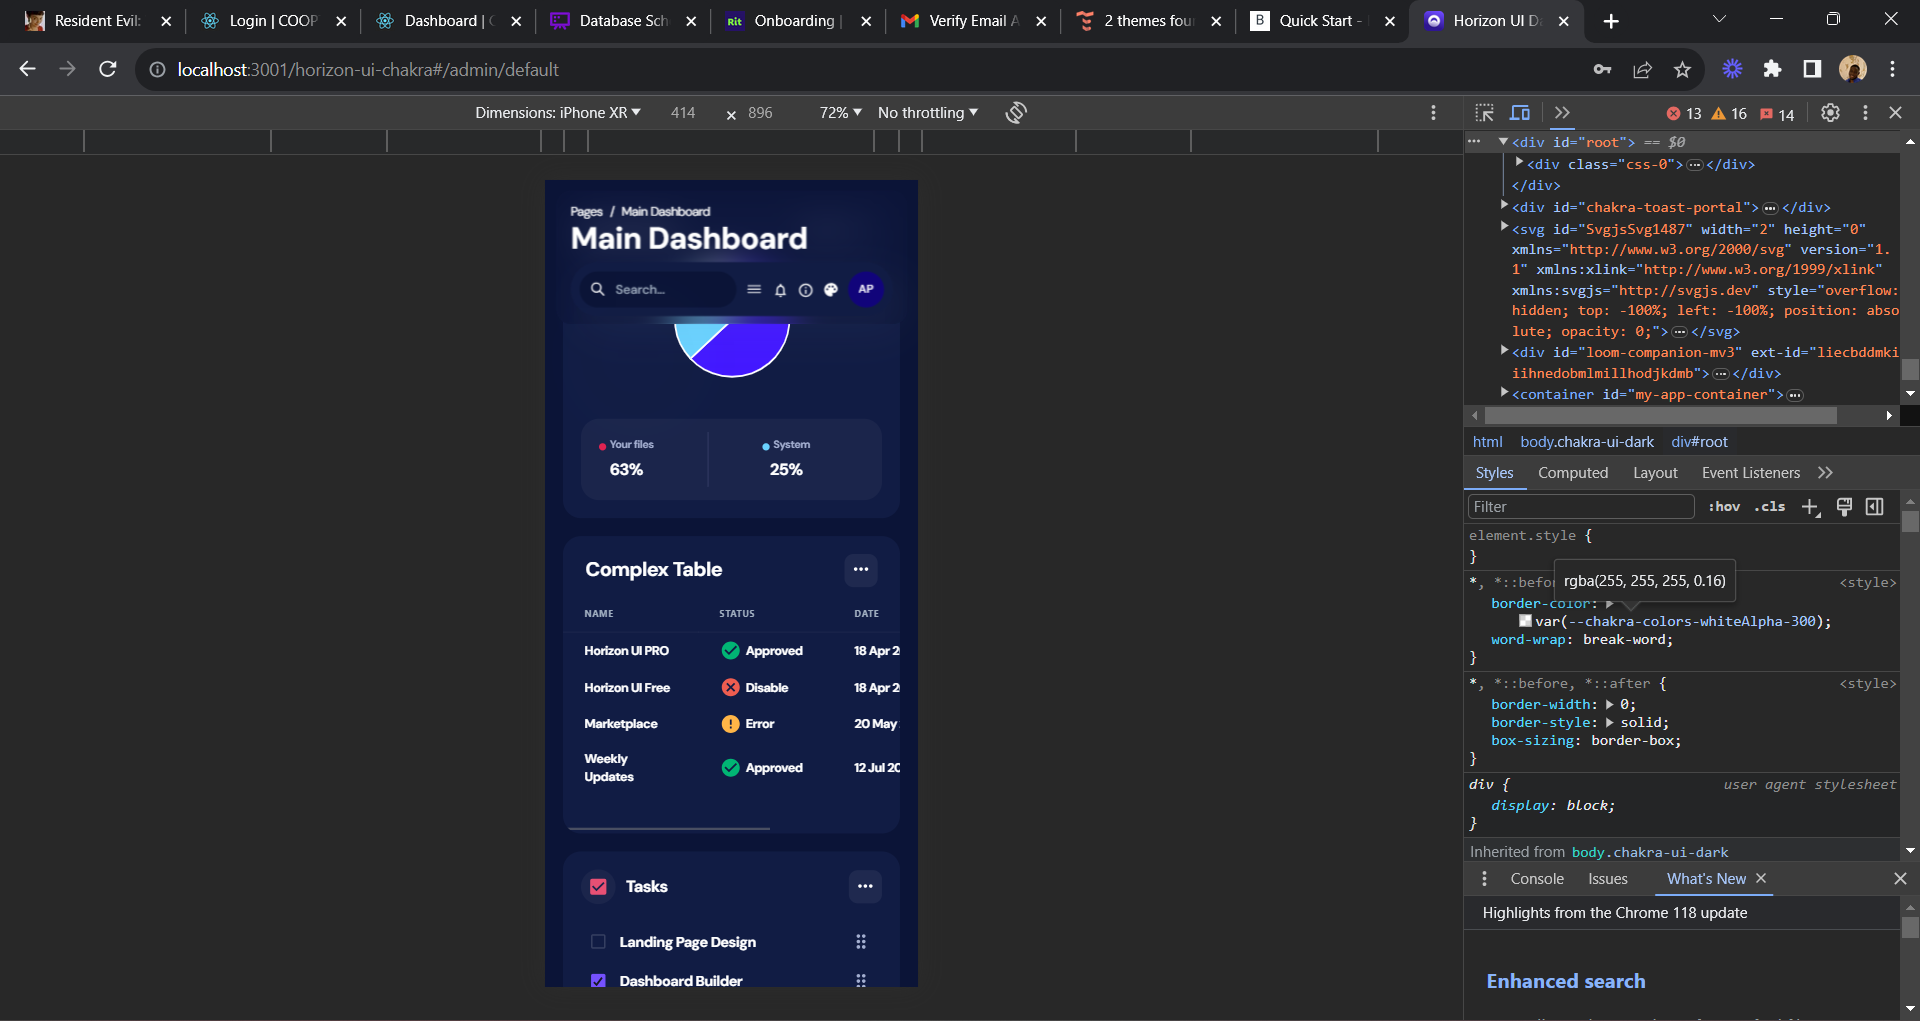 Resident Evil:
Login | COOP
Dashboard |
Database Sch
Onboarding |
Verify Email A
2 themes fou
Quick Start -
Horizon UI D
localhost:3001/horizon-ui-chakra#/admin/default
Dimensions: iPhone XR 414 x 896 72% No throttling
13 16 14
Pages / Main Dashboard
Main Dashboard
Search...
AP
Your files
63%
System
25%
Complex Table
NAME STATUS DATE
Horizon UI PRO Approved 18 Apr 2
Horizon UI Free Disable 18 Apr 2
Marketplace Error 20 May
Weekly
Updates
Approved 12 Jul 20
Tasks
Landing Page Design
Dashboard Builder
<div id="root"> == $0
<div class="css-0"> </div>
</div>
<div id="chakra-toast-portal"> </div>
<svg id="SvgjsSvg1487" width="2" height="0"
xmlns="http://www.w3.org/2000/svg" version="1.
1" xmlns:xlink="http://www.w3.org/1999/xlink"
xmlns:svgjs="http://svgjs.dev" style="overflow:
hidden; top: -100%; left: -100%; position: abso
lute; opacity: 0;"> </svg>
<div id="loom-companion-mv3" ext-id="liecbddmki
iihnedobmlmillhodjkdmb"> </div>
<container id="my-app-container">
html body.chakra-ui-dark div#root
Styles Computed Layout Event Listeners
Filter :hov .cls
element.style {
}
rgba(255, 255, 255, 0.16)
*, *::befor <style>
border-color:
var(--chakra-colors-whiteAlpha-300);
word-wrap: break-word;
}
*, *::before, *::after { <style>
border-width: 0;
border-style: solid;
box-sizing: border-box;
}
div { user agent stylesheet
display: block;
}
Inherited from body.chakra-ui-dark
Console Issues What's New
Highlights from the Chrome 118 update
Enhanced search